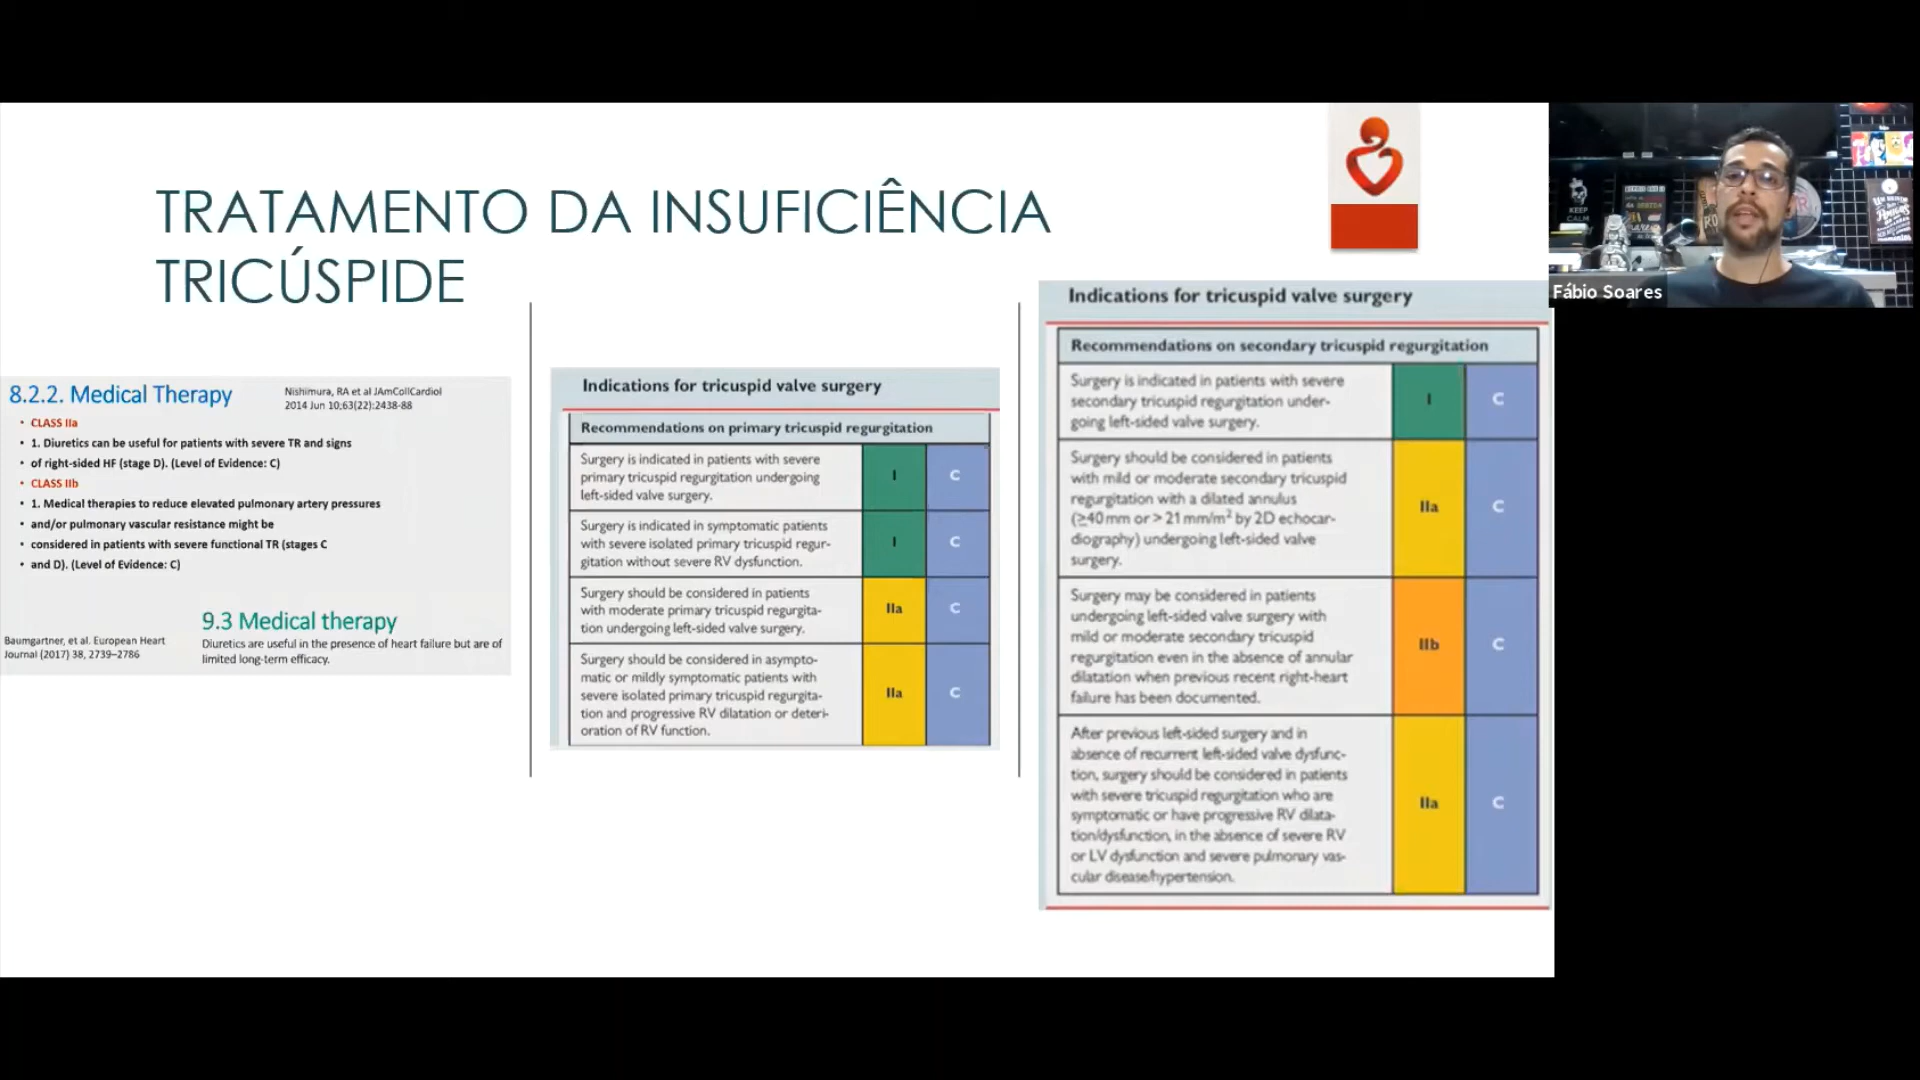 TRATAMENTO DA INSUFICIÊNCIA
TRICÚSPIDE
8.2.2. Medical Therapy
Nishimura, RA et al JAmCollCardiol
2014 Jun 10;63(22):2438-88
• CLASS IIa
• 1. Diuretics can be useful for patients with severe TR and signs
• of right-sided HF (stage D). (Level of Evidence: C)
• CLASS IIb
• 1. Medical therapies to reduce elevated pulmonary artery pressures
• and/or pulmonary vascular resistance might be
• considered in patients with severe functional TR (stages C
• and D). (Level of Evidence: C)
9.3 Medical therapy
Baumgartner, et al. European Heart
Journal (2017) 38, 2739–2786
Diuretics are useful in the presence of heart failure but are of
limited long-term efficacy.
Indications for tricuspid valve surgery
Recommendations on primary tricuspid regurgitation
Surgery is indicated in patients with severe
primary tricuspid regurgitation undergoing
left-sided valve surgery.
I
C
Surgery is indicated in symptomatic patients
with severe isolated primary tricuspid regur-
gitation without severe RV dysfunction.
I
C
Surgery should be considered in patients
with moderate primary tricuspid regurgita-
tion undergoing left-sided valve surgery.
IIa
C
Surgery should be considered in asympto-
matic or mildly symptomatic patients with
severe isolated primary tricuspid regurgita-
tion and progressive RV dilatation or deteri-
oration of RV function.
IIa
C
Indications for tricuspid valve surgery
Recommendations on secondary tricuspid regurgitation
Surgery is indicated in patients with severe
secondary tricuspid regurgitation under-
going left-sided valve surgery.
I
C
Surgery should be considered in patients
with mild or moderate secondary tricuspid
regurgitation with a dilated annulus
(≥40 mm or > 21 mm/m² by 2D echocar-
diography) undergoing left-sided valve
surgery.
IIa
C
Surgery may be considered in patients
undergoing left-sided valve surgery with
mild or moderate secondary tricuspid
regurgitation even in the absence of annular
dilatation when previous recent right-heart
failure has been documented.
IIb
C
After previous left-sided surgery and in
absence of recurrent left-sided valve dysfunc-
tion, surgery should be considered in patients
with severe tricuspid regurgitation who are
symptomatic or have progressive RV dilata-
tion/dysfunction, in the absence of severe RV
or LV dysfunction and severe pulmonary vas-
cular disease/hypertension.
IIa
C
KEEP
CALM
Fábio Soares